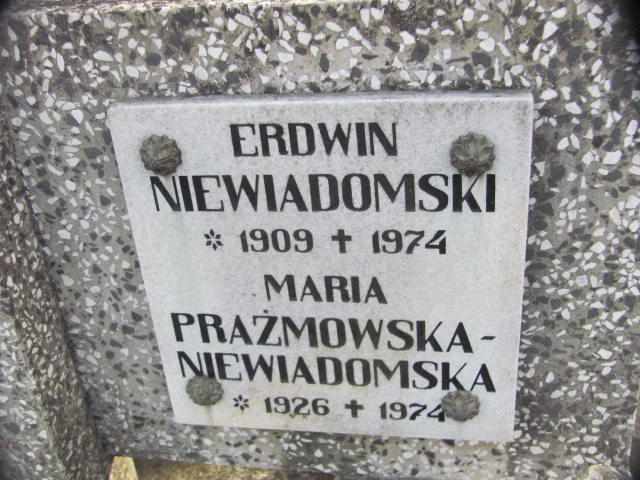 ERDWIN
NIEWIADOMSKI
* 1909 ✝ 1974
MARIA
PRAŻMOWSKA-
NIEWIADOMSKA
* 1926 ✝ 1974